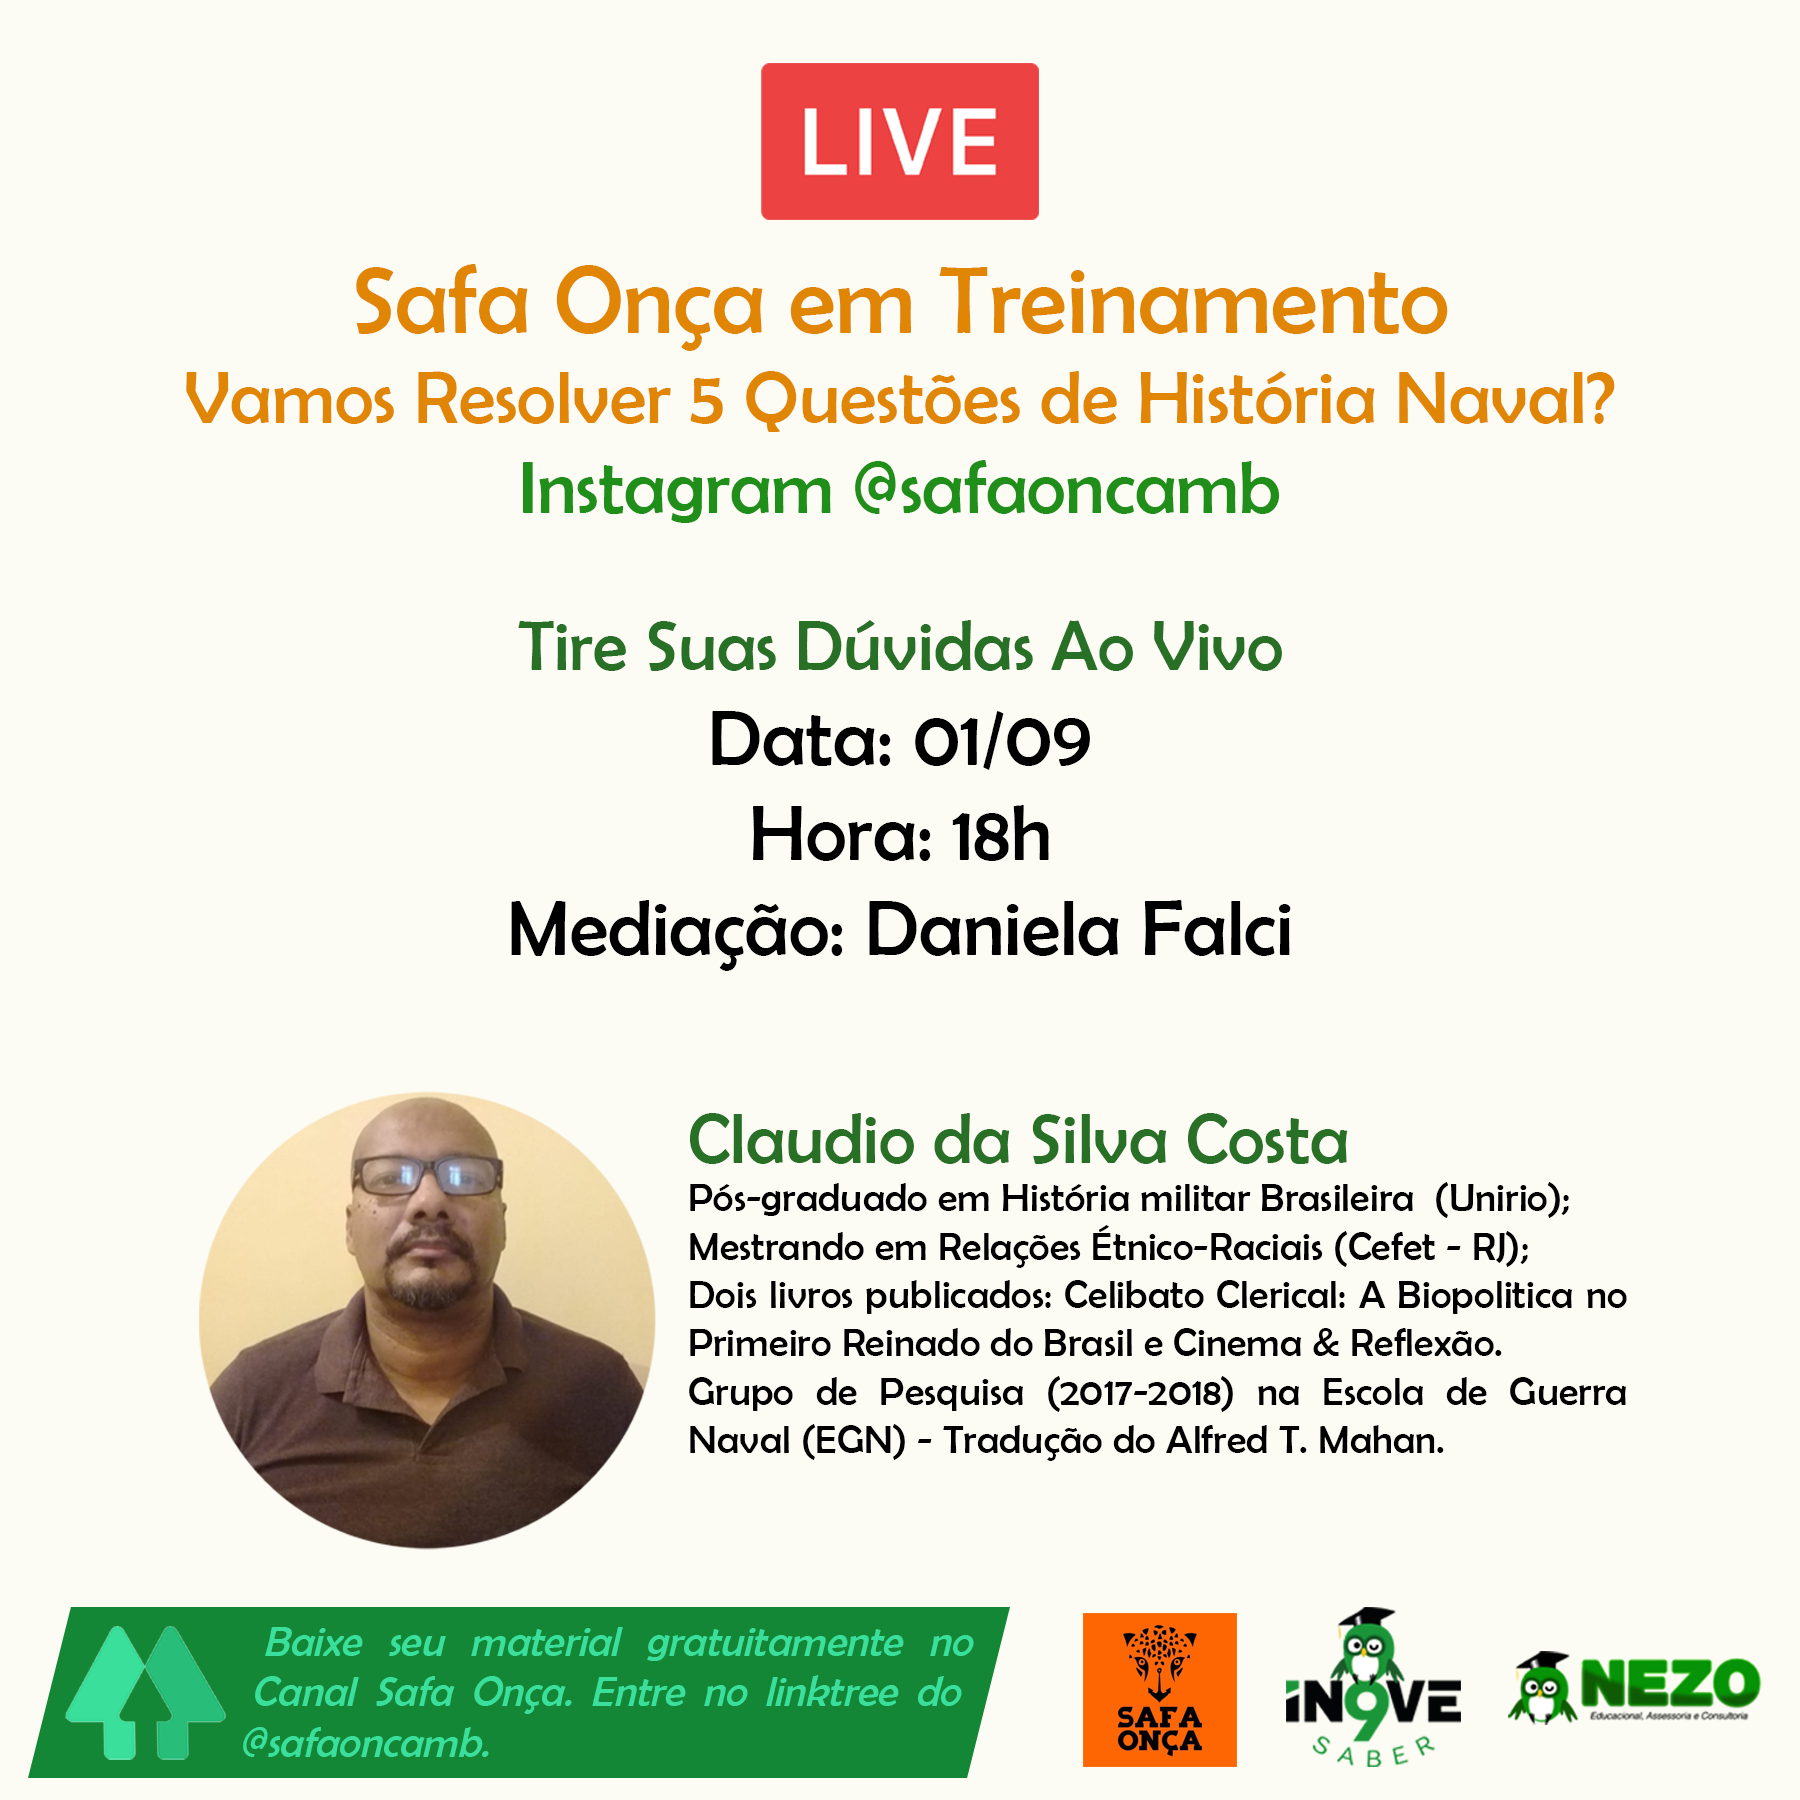 LIVE
Safa Onça em Treinamento
Vamos Resolver 5 Questões de História Naval?
Instagram @safaoncamb
Tire Suas Dúvidas Ao Vivo
Data: 01/09
Hora: 18h
Mediação: Daniela Falci
Claudio da Silva Costa
Pós-graduado em História militar Brasileira (Unirio);
Mestrando em Relações Étnico-Raciais (Cefet - RJ);
Dois livros publicados: Celibato Clerical: A Biopolitica no
Primeiro Reinado do Brasil e Cinema & Reflexão.
Grupo de Pesquisa (2017-2018) na Escola de Guerra
Naval (EGN) - Tradução do Alfred T. Mahan.
Baixe seu material gratuitamente no
Canal Safa Onça. Entre no linktree do
@safaoncamb.
SAFA
ONÇA
iN9VE
SABER
NEZO
Educacional, Assessoria e Consultoria